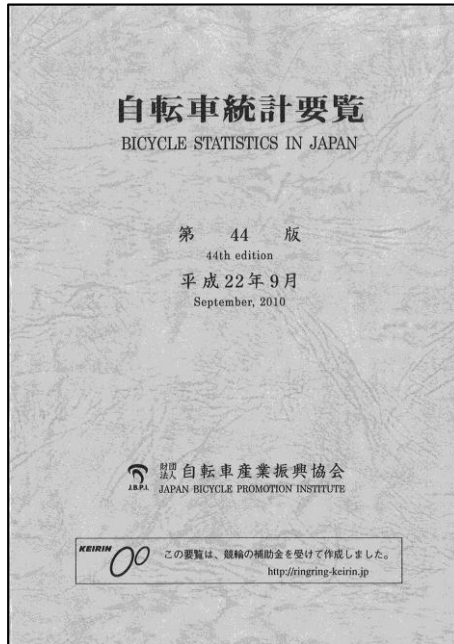 自転車統計要覧
BICYCLE STATISTICS IN JAPAN
第 44 版
44th edition
平成22年9月
September, 2010
財団法人 自転車産業振興協会
J.B.P.I. JAPAN BICYCLE PROMOTION INSTITUTE
KEIRIN この要覧は、競輪の補助金を受けて作成しました。
http://ringring-keirin.jp